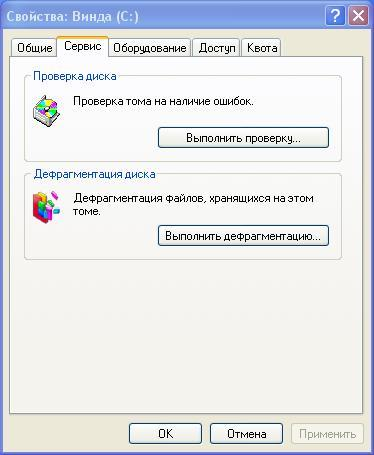 Свойства: Винда (C:)
Общие Сервис Оборудование Доступ Квота
Проверка диска
Проверка тома на наличие ошибок.
Выполнить проверку...
Дефрагментация диска
Дефрагментация файлов, хранящихся на этом
томе.
Выполнить дефрагментацию...
OK Отмена Применить